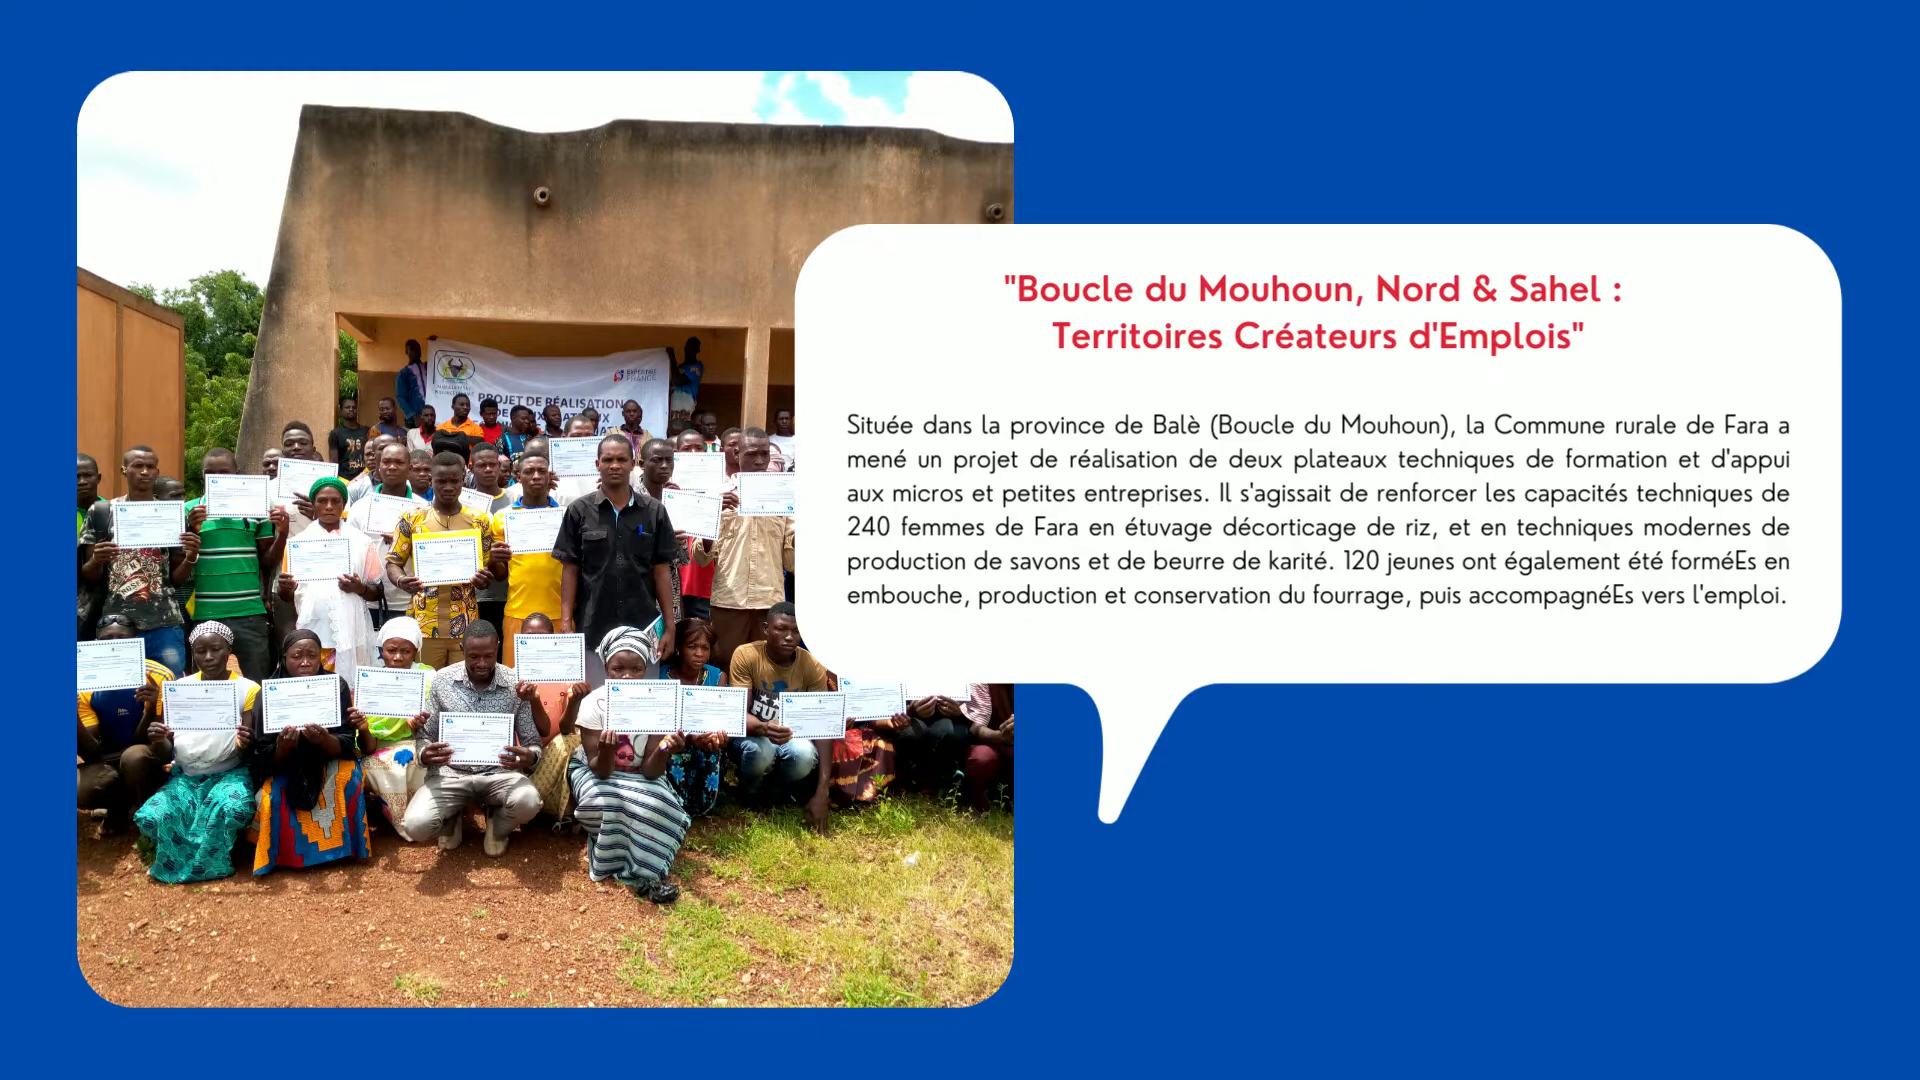 EXPERTISE
FRANCE
PROJET DE RÉALISATION
"Boucle du Mouhoun, Nord & Sahel :
Territoires Créateurs d'Emplois"
Située dans la province de Balè (Boucle du Mouhoun), la Commune rurale de Fara a
mené un projet de réalisation de deux plateaux techniques de formation et d'appui
aux micros et petites entreprises. Il s'agissait de renforcer les capacités techniques de
240 femmes de Fara en étuvage décorticage de riz, et en techniques modernes de
production de savons et de beurre de karité. 120 jeunes ont également été forméEs en
embouche, production et conservation du fourrage, puis accompagnéEs vers l'emploi.